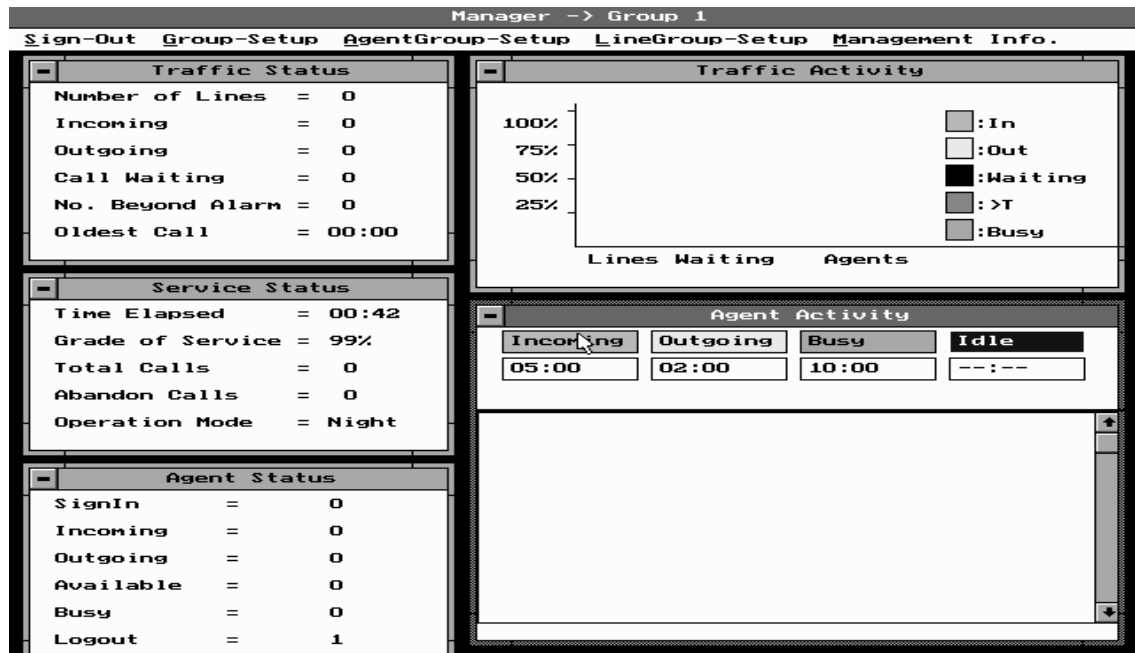 Manager -> Group 1
Sign-Out Group-Setup AgentGroup-Setup LineGroup-Setup Management Info.
Traffic Status
Number of Lines = 0
Incoming = 0
Outgoing = 0
Call Waiting = 0
No. Beyond Alarm = 0
Oldest Call = 00:00
Service Status
Time Elapsed = 00:42
Grade of Service = 99%
Total Calls = 0
Abandon Calls = 0
Operation Mode = Night
Agent Status
SignIn = 0
Incoming = 0
Outgoing = 0
Available = 0
Busy = 0
Logout = 1
Traffic Activity
100% :In
75% :Out
50% :Waiting
25% :>T
:Busy
Lines Waiting Agents
Agent Activity
Incoming Outgoing Busy Idle
05:00 02:00 10:00 --:--